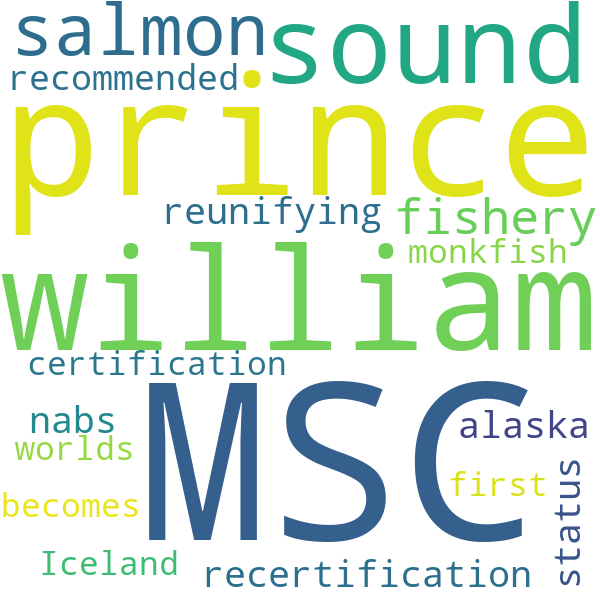 salmon sound
recommended
prince
reunifying fishery
monkfish
william
certification
MSC
nabs alaska
worlds
first
becomes
status
Iceland
recertification